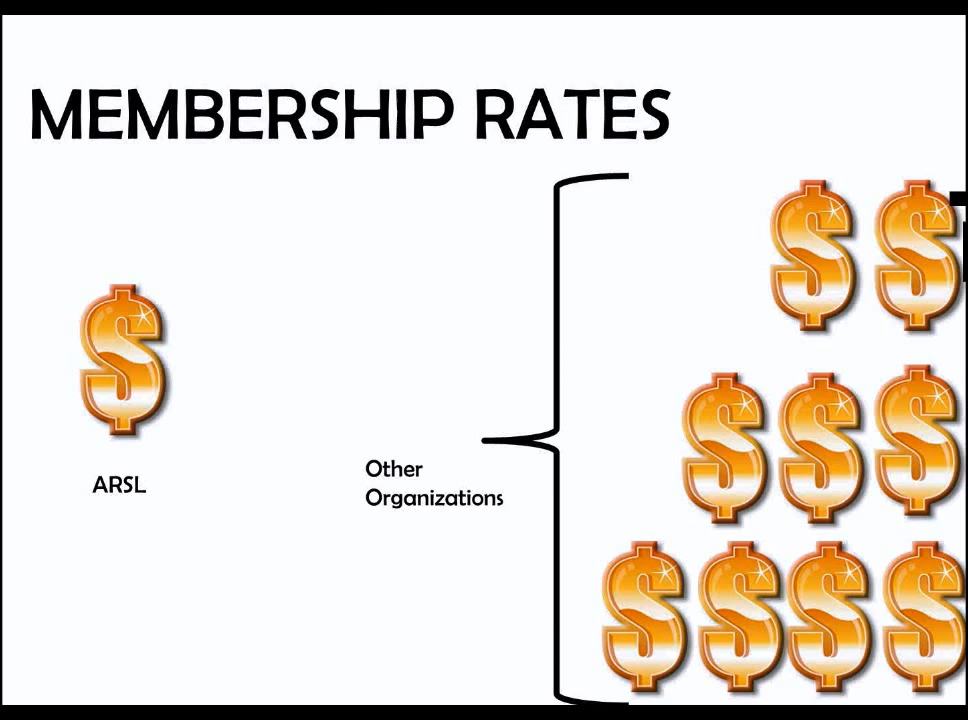 MEMBERSHIP RATES
$ $
$
$ $ $
Other
ARSL
Organizations
$ $ $ $